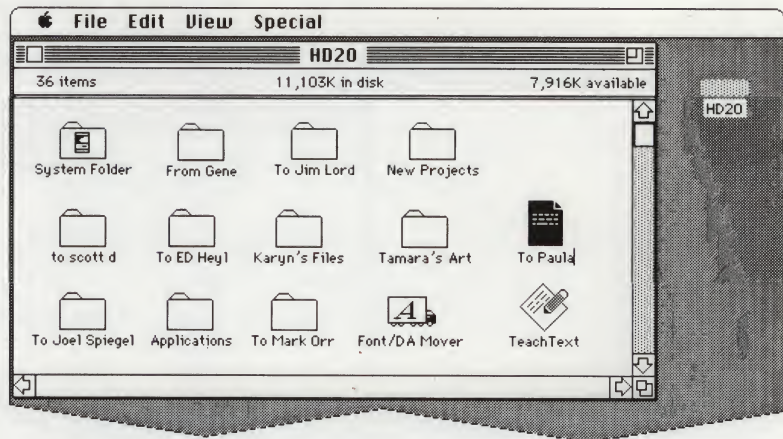 File Edit View Special
HD20
36 items 11,103K in disk 7,916K available
HD20
System Folder From Gene To Jim Lord New Projects
to scott d To ED Heyl Karyn's Files Tamara's Art To Paula
To Joel Spiegel Applications To Mark Orr Font/DA Mover TeachText